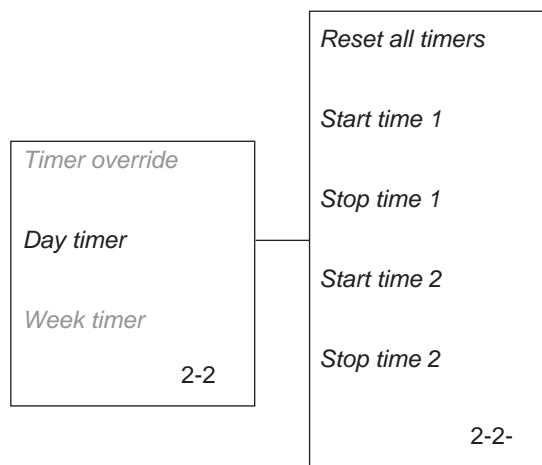 Timer override
Day timer
Week timer
2-2
Reset all timers
Start time 1
Stop time 1
Start time 2
Stop time 2
2-2-